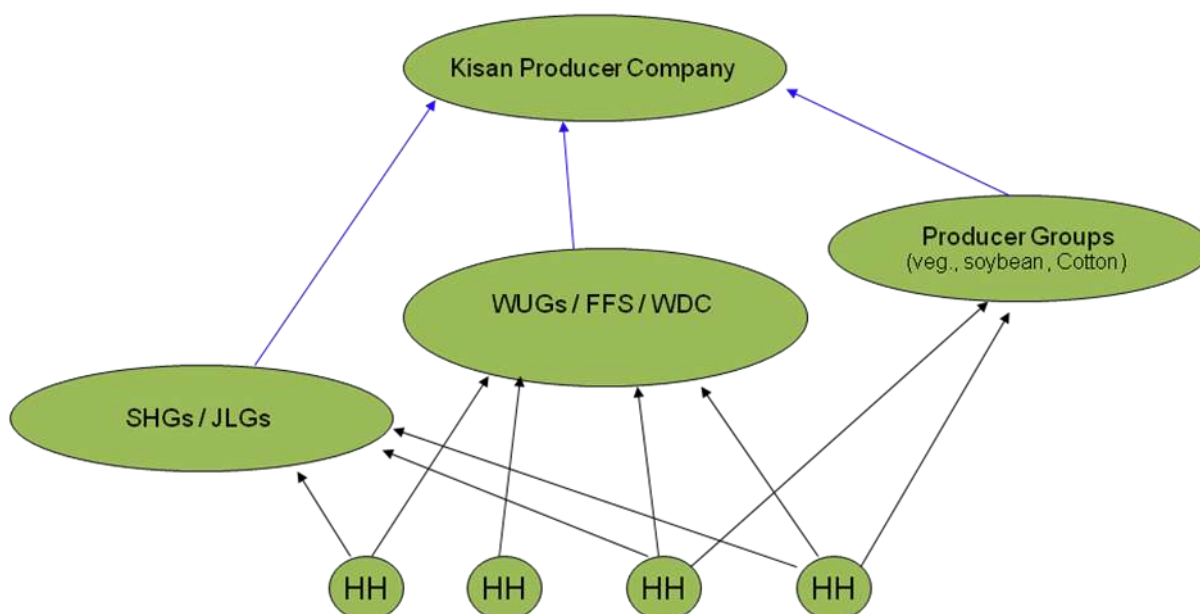 Kisan Producer Company
Producer Groups
(veg., soybean, Cotton)
WUGs / FFS / WDC
SHGs / JLGs
HH
HH
HH
HH